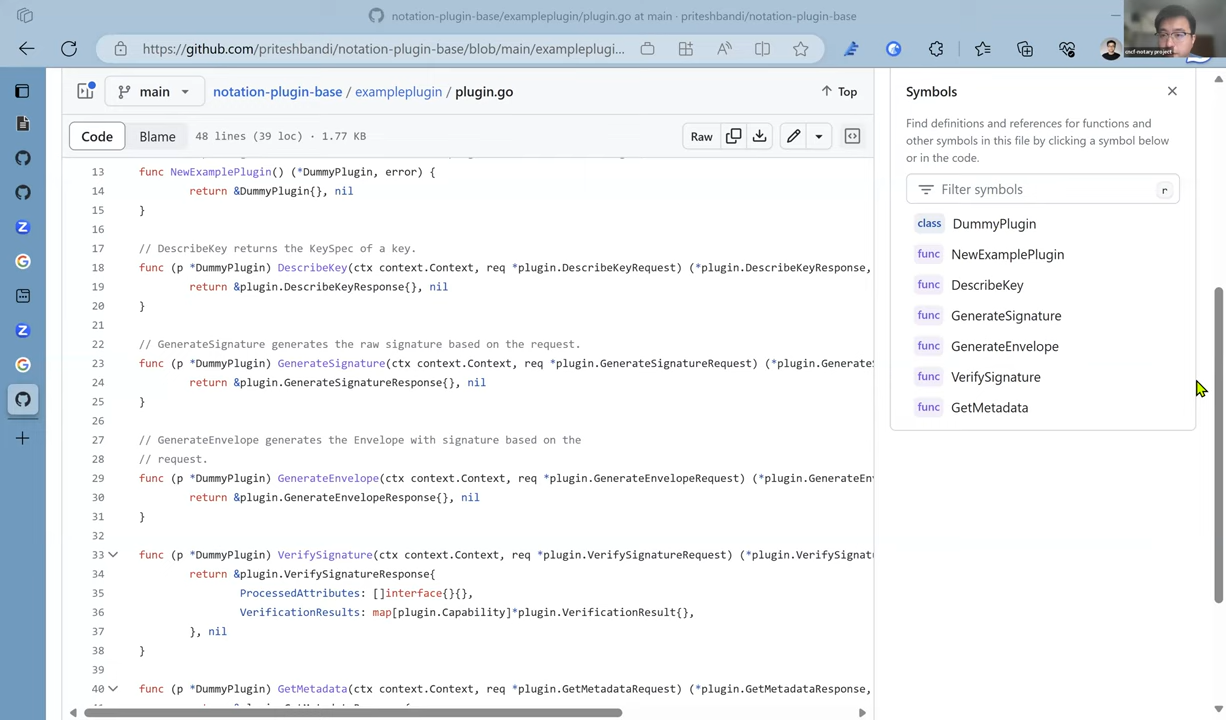 notation-plugin-base/exampleplugin/plugin.go at main · priteshbandi/notation-plugin-base
https://github.com/priteshbandi/notation-plugin-base/blob/main/exampleplugi...
cncf-notary project
main
notation-plugin-base / exampleplugin / plugin.go
Top
Code
Blame
48 lines (39 loc) · 1.77 KB
Raw
13 func NewExamplePlugin() (*DummyPlugin, error) {
14 return &DummyPlugin{}, nil
15 }
16
17 // DescribeKey returns the KeySpec of a key.
18 func (p *DummyPlugin) DescribeKey(ctx context.Context, req *plugin.DescribeKeyRequest) (*plugin.DescribeKeyResponse,
19 return &plugin.DescribeKeyResponse{}, nil
20 }
21
22 // GenerateSignature generates the raw signature based on the request.
23 func (p *DummyPlugin) GenerateSignature(ctx context.Context, req *plugin.GenerateSignatureRequest) (*plugin.GenerateS
24 return &plugin.GenerateSignatureResponse{}, nil
25 }
26
27 // GenerateEnvelope generates the Envelope with signature based on the
28 // request.
29 func (p *DummyPlugin) GenerateEnvelope(ctx context.Context, req *plugin.GenerateEnvelopeRequest) (*plugin.GenerateEnv
30 return &plugin.GenerateEnvelopeResponse{}, nil
31 }
32
33 func (p *DummyPlugin) VerifySignature(ctx context.Context, req *plugin.VerifySignatureRequest) (*plugin.VerifySignatu
34 return &plugin.VerifySignatureResponse{
35 ProcessedAttributes: []interface{}{},
36 VerificationResults: map[plugin.Capability]*plugin.VerificationResult{},
37 }, nil
38 }
39
40 func (p *DummyPlugin) GetMetadata(ctx context.Context, req *plugin.GetMetadataRequest) (*plugin.GetMetadataResponse,
Symbols
Find definitions and references for functions and
other symbols in this file by clicking a symbol below
or in the code.
Filter symbols
r
class DummyPlugin
func NewExamplePlugin
func DescribeKey
func GenerateSignature
func GenerateEnvelope
func VerifySignature
func GetMetadata